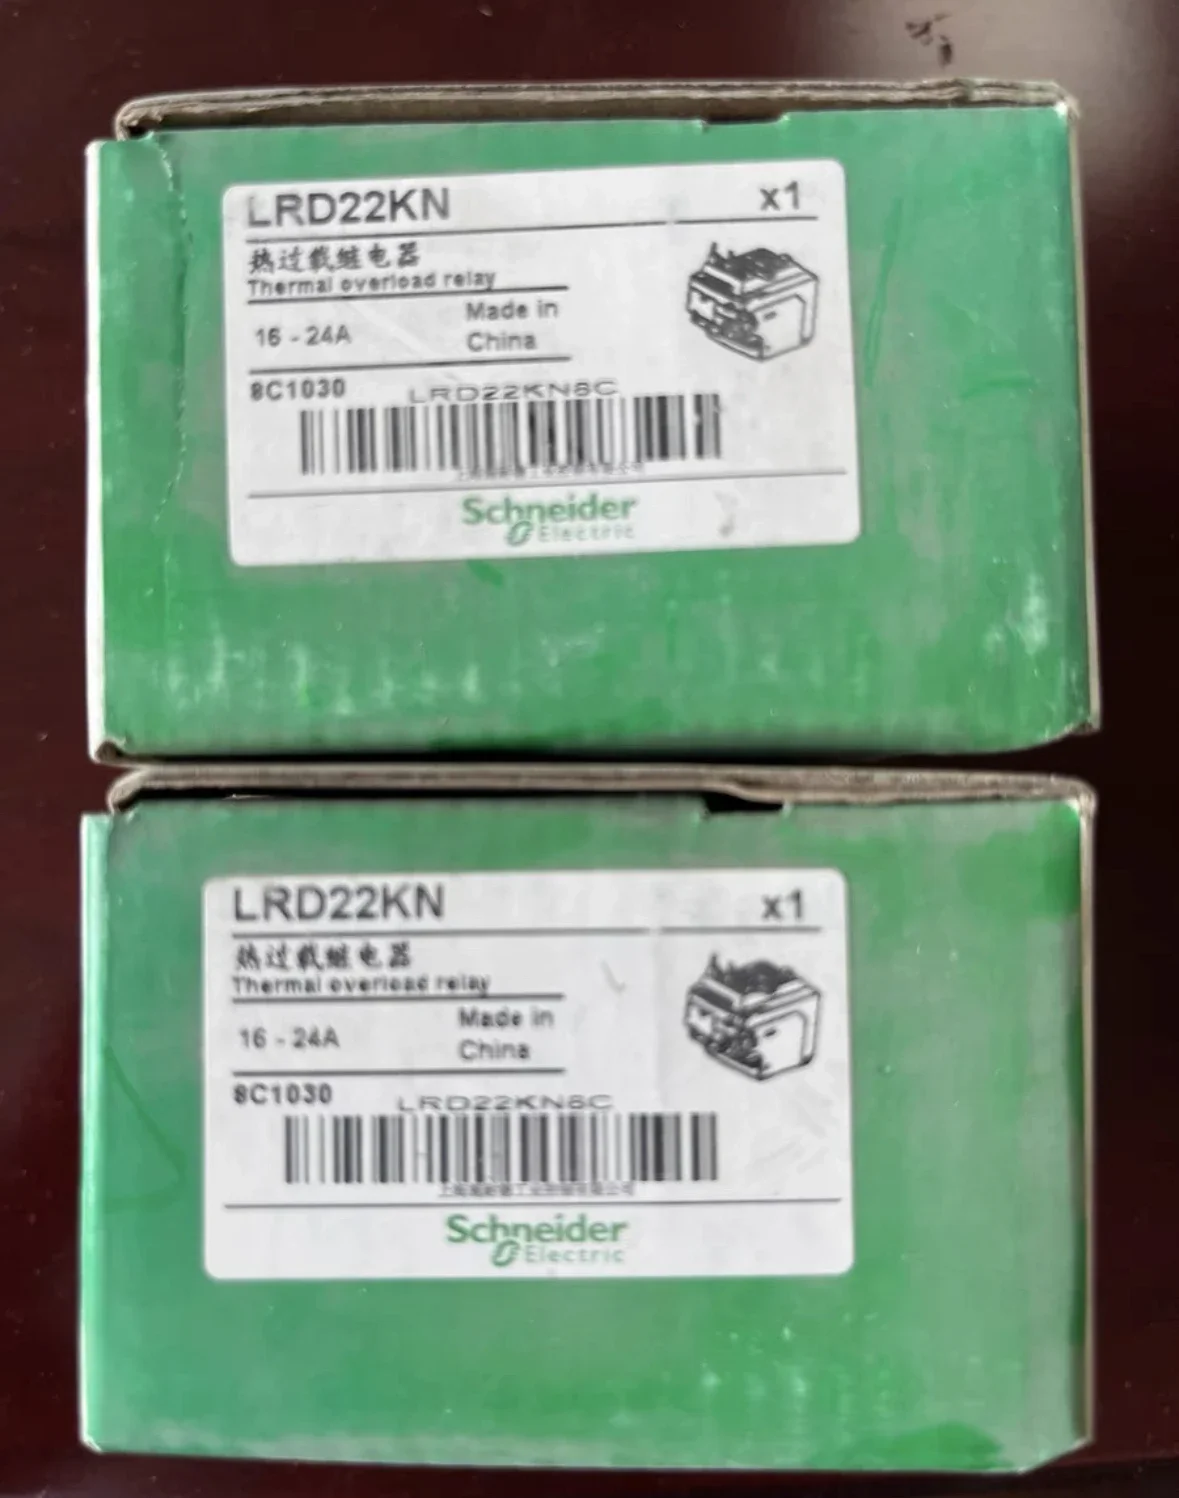 LRD22KN x1
热过载继电器
Thermal overload relay
16 - 24A
Made in
China
8C1030
LRD22KN8C
Schneider
Electric
LRD22KN x1
热过载继电器
Thermal overload relay
16 - 24A
Made in
China
8C1030
LRD22KN8C
Schneider
Electric